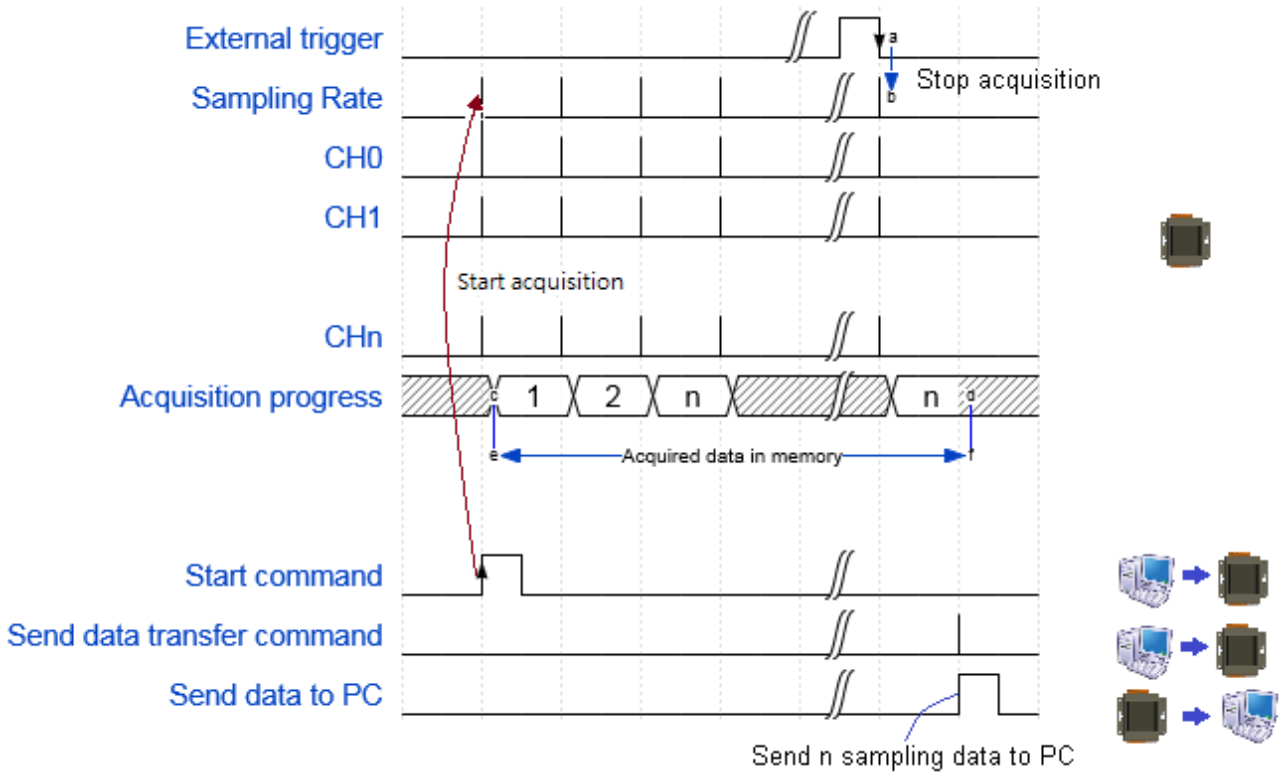 External trigger
a
Stop acquisition
Sampling Rate
b
CH0
CH1
Start acquisition
CHn
Acquisition progress
c 1 2 n n d
e Acquired data in memory f
Start command
Send data transfer command
Send data to PC
Send n sampling data to PC